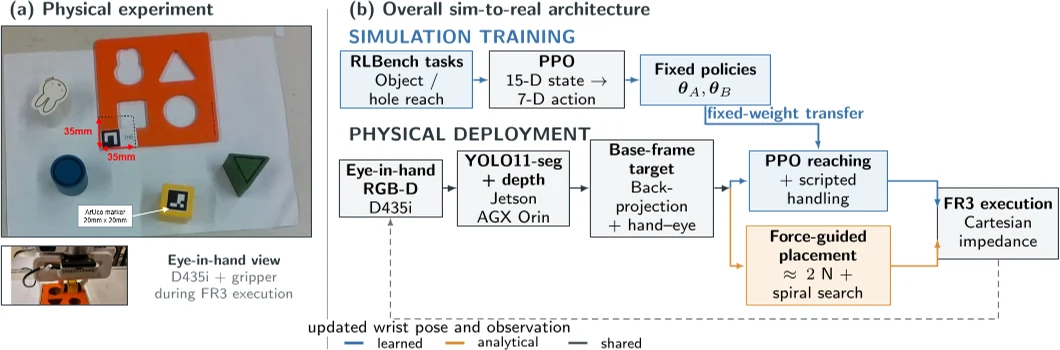 (a) Physical experiment
35mm
35mm
ArUco marker
20mm x 20mm
Eye-in-hand view
D435i + gripper
during FR3 execution
(b) Overall sim-to-real architecture
SIMULATION TRAINING
RLBench tasks
Object /
hole reach
PPO
15-D state →
7-D action
Fixed policies
θA, θB
fixed-weight transfer
PHYSICAL DEPLOYMENT
Eye-in-hand
RGB-D
D435i
YOLO11-seg
+ depth
Jetson
AGX Orin
Base-frame
target
Back-
projection
+ hand–eye
PPO reaching
+ scripted
handling
Force-guided
placement
≈ 2 N +
spiral search
FR3 execution
Cartesian
impedance
updated wrist pose and observation
learned
analytical
shared